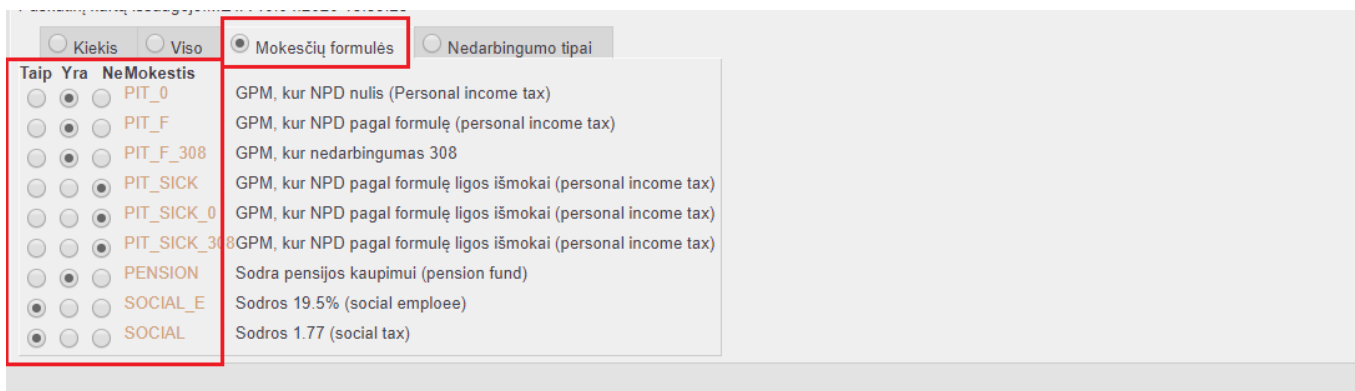 Kiekis Viso Mokesčių formulės Nedarbingumo tipai
Taip Yra Ne Mokestis
PIT_0 GPM, kur NPD nulis (Personal income tax)
PIT_F GPM, kur NPD pagal formulę (personal income tax)
PIT_F_308 GPM, kur nedarbingumas 308
PIT_SICK GPM, kur NPD pagal formulę ligos išmokai (personal income tax)
PIT_SICK_0 GPM, kur NPD pagal formulę ligos išmokai (personal income tax)
PIT_SICK_308 GPM, kur NPD pagal formulę ligos išmokai (personal income tax)
PENSION Sodra pensijos kaupimui (pension fund)
SOCIAL_E Sodros 19.5% (social emploee)
SOCIAL Sodros 1.77 (social tax)